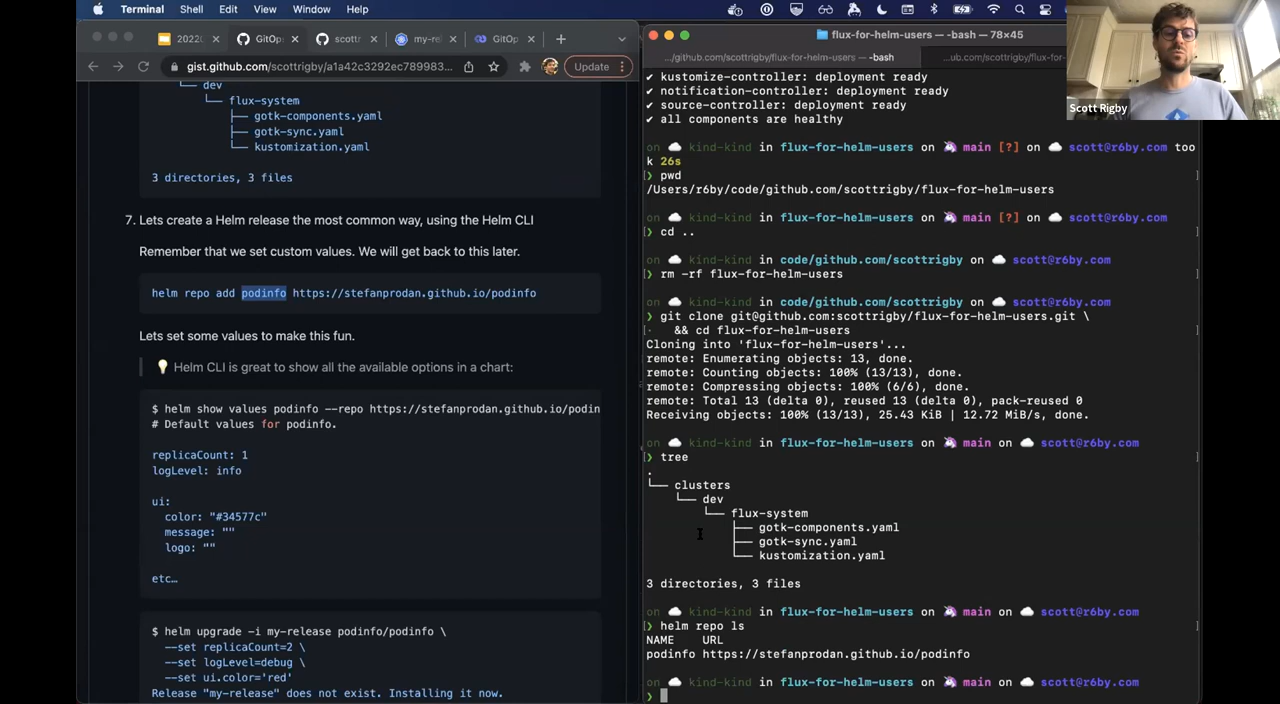 Terminal Shell Edit View Window Help
2022( GitOp: scottr my-re GitOp
gist.github.com/scottrigby/a1a42c3292ec789983... Update
dev
flux-system
gotk-components.yaml
gotk-sync.yaml
kustomization.yaml
3 directories, 3 files
7. Lets create a Helm release the most common way, using the Helm CLI
Remember that we set custom values. We will get back to this later.
helm repo add podinfo https://stefanprodan.github.io/podinfo
Lets set some values to make this fun.
💡 Helm CLI is great to show all the available options in a chart:
$ helm show values podinfo --repo https://stefanprodan.github.io/podin
# Default values for podinfo.
replicaCount: 1
logLevel: info
ui:
color: "#34577c"
message: ""
logo: ""
etc…
$ helm upgrade -i my-release podinfo/podinfo \
--set replicaCount=2 \
--set logLevel=debug \
--set ui.color='red'
Release "my-release" does not exist. Installing it now.
flux-for-helm-users — -bash — 78×45
.../github.com/scottrigby/flux-for-helm-users — -bash ...ub.com/scottrigby/flux-for-
✔ kustomize-controller: deployment ready
✔ notification-controller: deployment ready
✔ source-controller: deployment ready
✔ all components are healthy
on ☁️ kind-kind in flux-for-helm-users on 🦄 main [?] on ☁️ scott@r6by.com too
k 26s
❯ pwd
/Users/r6by/code/github.com/scottrigby/flux-for-helm-users
on ☁️ kind-kind in flux-for-helm-users on 🦄 main [?] on ☁️ scott@r6by.com
❯ cd ..
on ☁️ kind-kind in code/github.com/scottrigby on ☁️ scott@r6by.com
❯ rm -rf flux-for-helm-users
on ☁️ kind-kind in code/github.com/scottrigby on ☁️ scott@r6by.com
❯ git clone git@github.com:scottrigby/flux-for-helm-users.git \
· && cd flux-for-helm-users
Cloning into 'flux-for-helm-users'...
remote: Enumerating objects: 13, done.
remote: Counting objects: 100% (13/13), done.
remote: Compressing objects: 100% (6/6), done.
remote: Total 13 (delta 0), reused 13 (delta 0), pack-reused 0
Receiving objects: 100% (13/13), 25.43 KiB | 12.72 MiB/s, done.
on ☁️ kind-kind in flux-for-helm-users on 🦄 main on ☁️ scott@r6by.com
❯ tree
.
clusters
dev
flux-system
gotk-components.yaml
gotk-sync.yaml
kustomization.yaml
3 directories, 3 files
on ☁️ kind-kind in flux-for-helm-users on 🦄 main on ☁️ scott@r6by.com
❯ helm repo ls
NAME URL
podinfo https://stefanprodan.github.io/podinfo
on ☁️ kind-kind in flux-for-helm-users on 🦄 main on ☁️ scott@r6by.com
❯
Scott Rigby